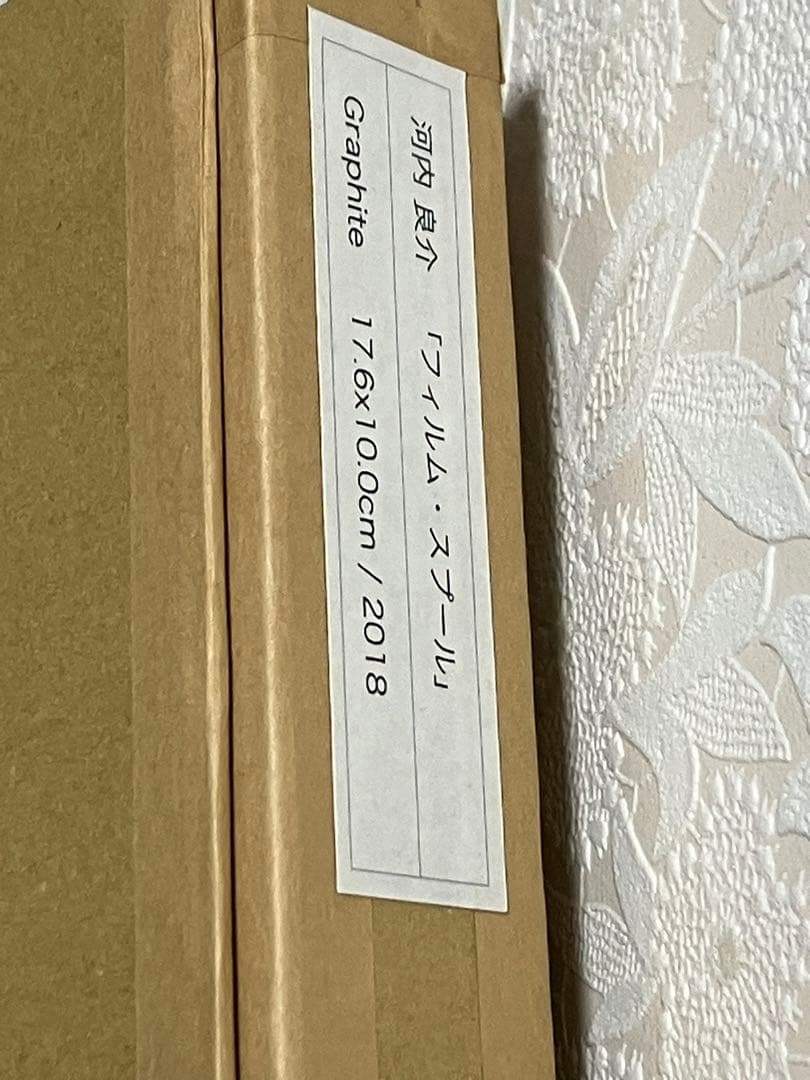 河内 良介 「フィルム・スプール」
Graphite 17.6x10.0cm / 2018